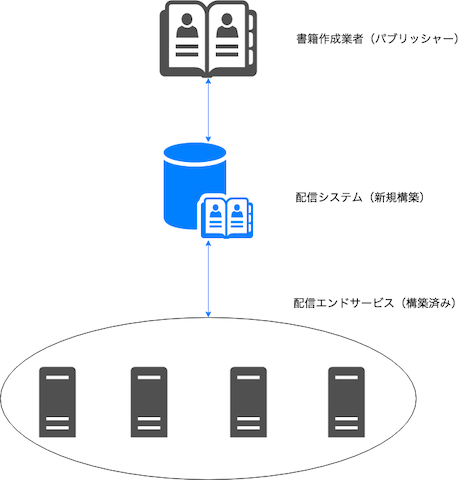 書籍作成業者（パブリッシャー）
配信システム（新規構築）
配信エンドサービス（構築済み）